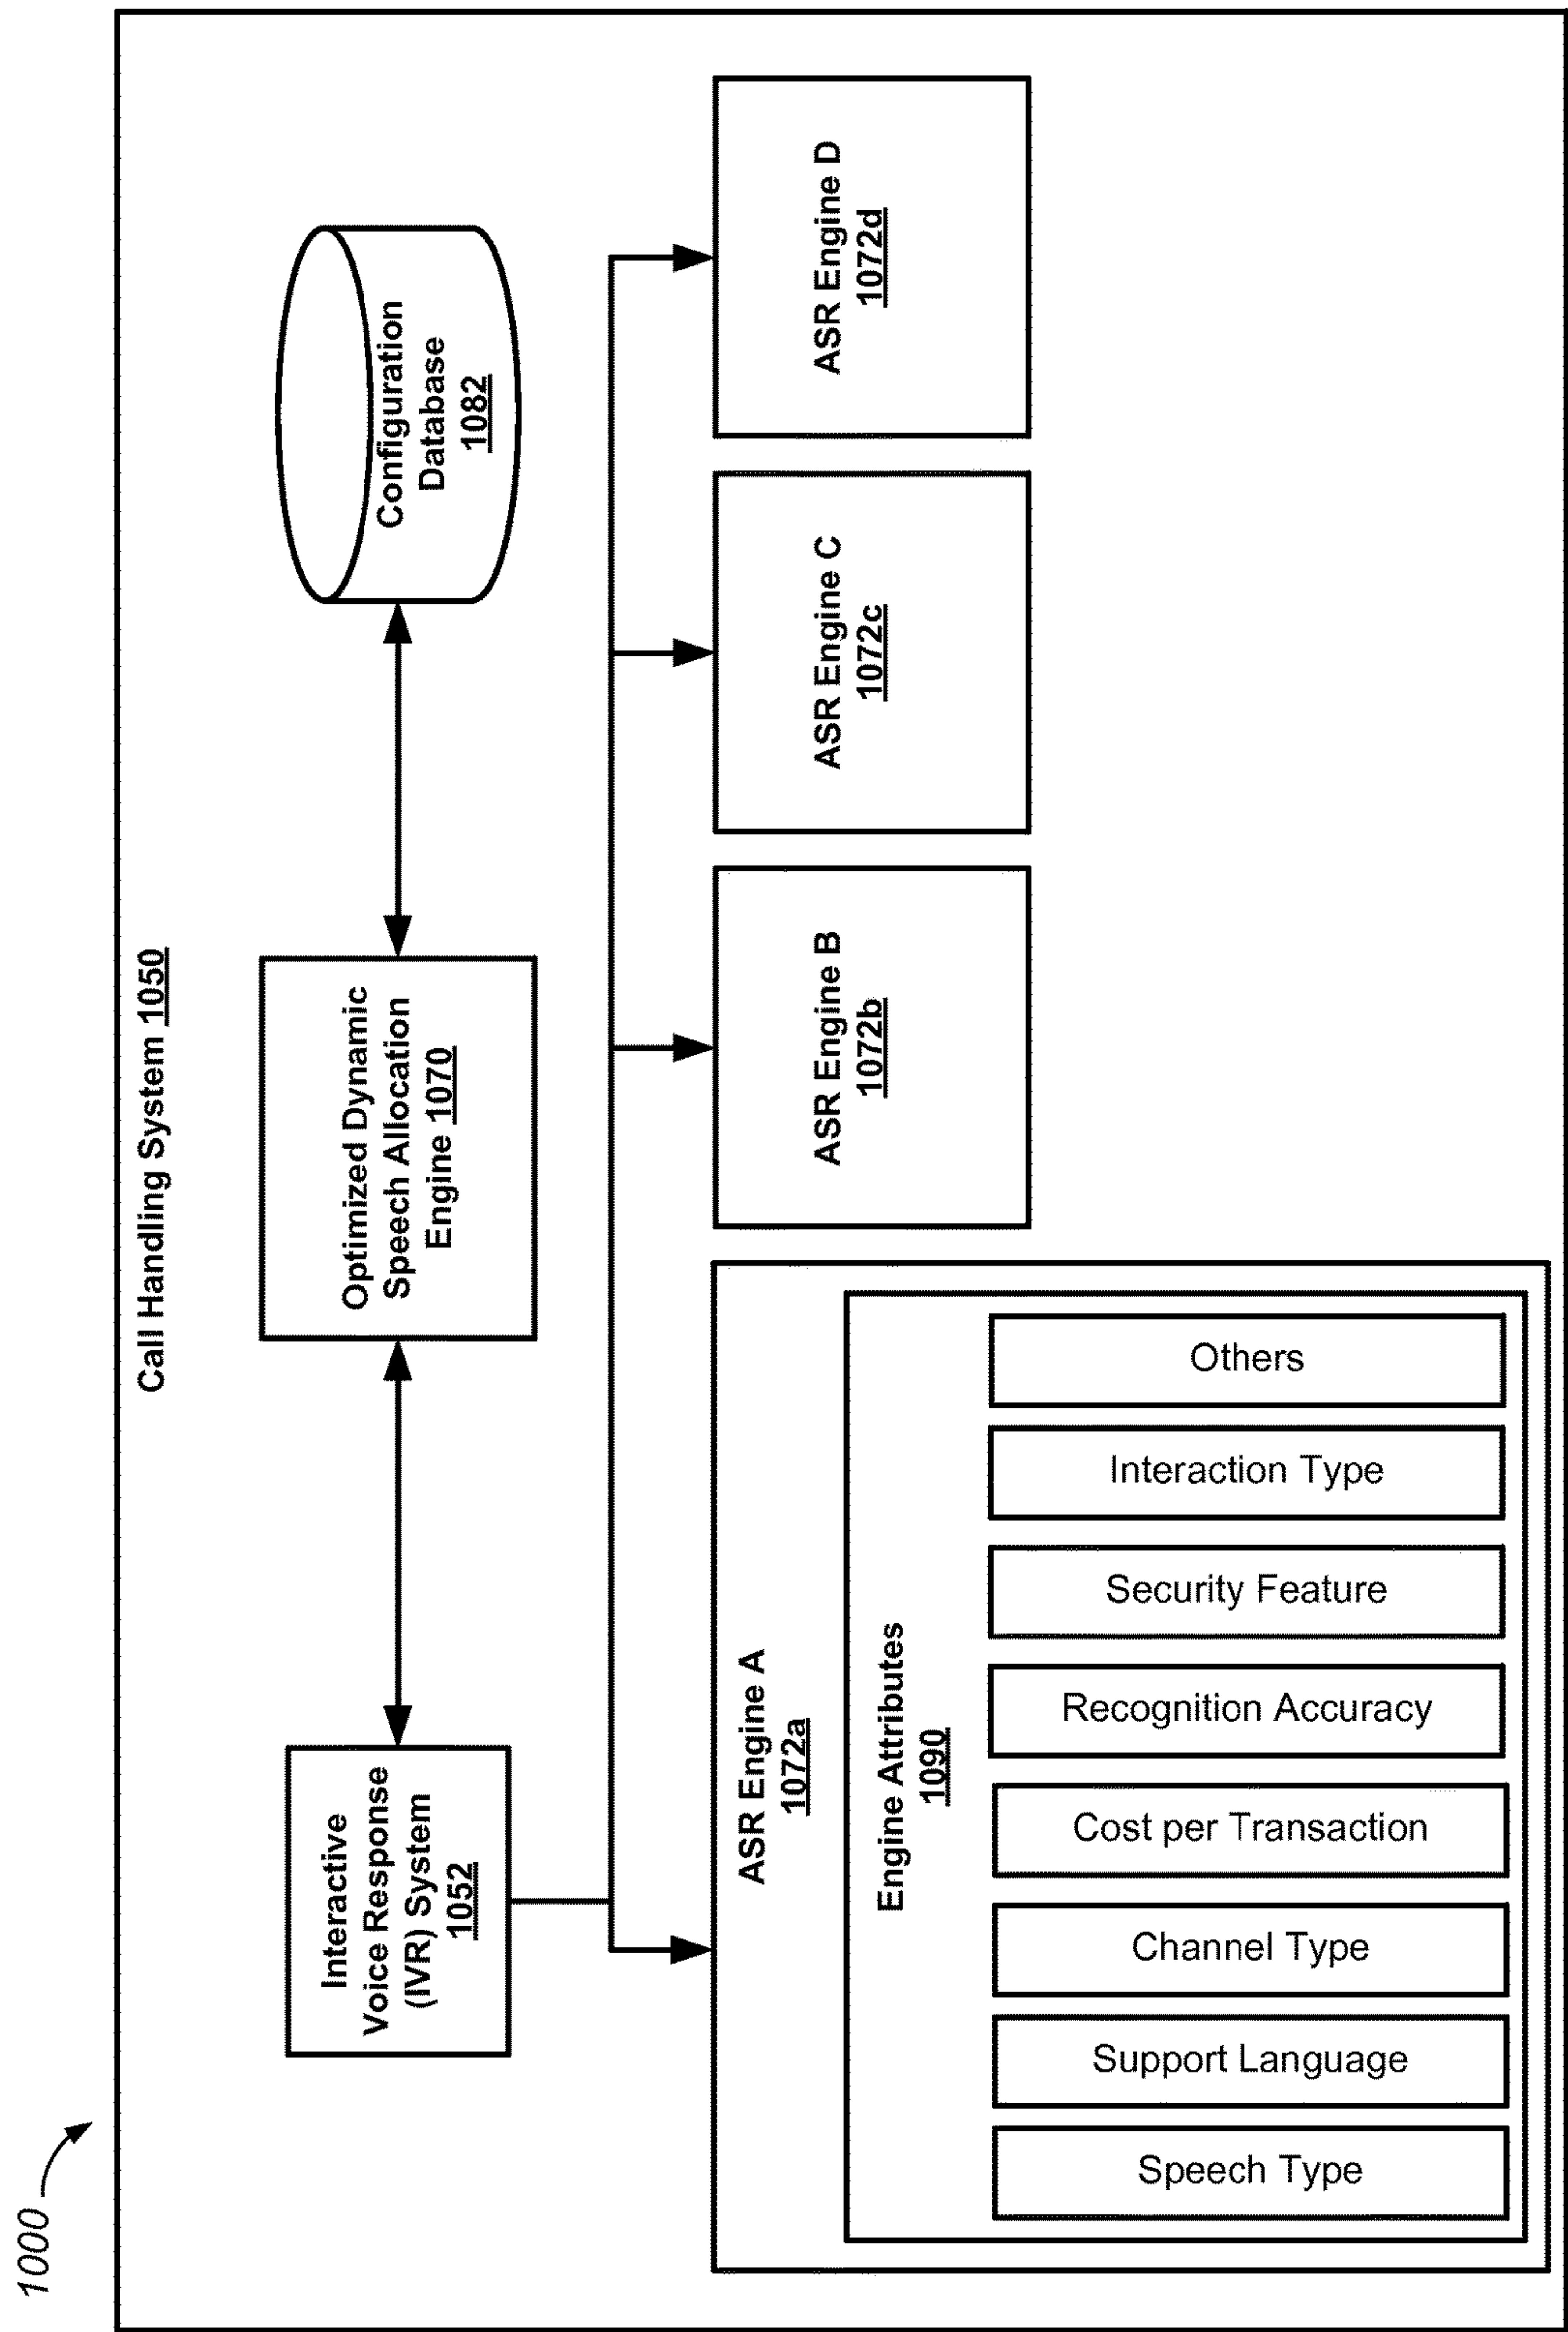 1000
Call Handling System 1050
Interactive
Voice Response
(IVR) System
1052
Optimized Dynamic
Speech Allocation
Engine 1070
Configuration
Database
1082
ASR Engine A
1072a
Engine Attributes
1090
Speech Type
Support Language
Channel Type
Cost per Transaction
Recognition Accuracy
Security Feature
Interaction Type
Others
ASR Engine B
1072b
ASR Engine C
1072c
ASR Engine D
1072d